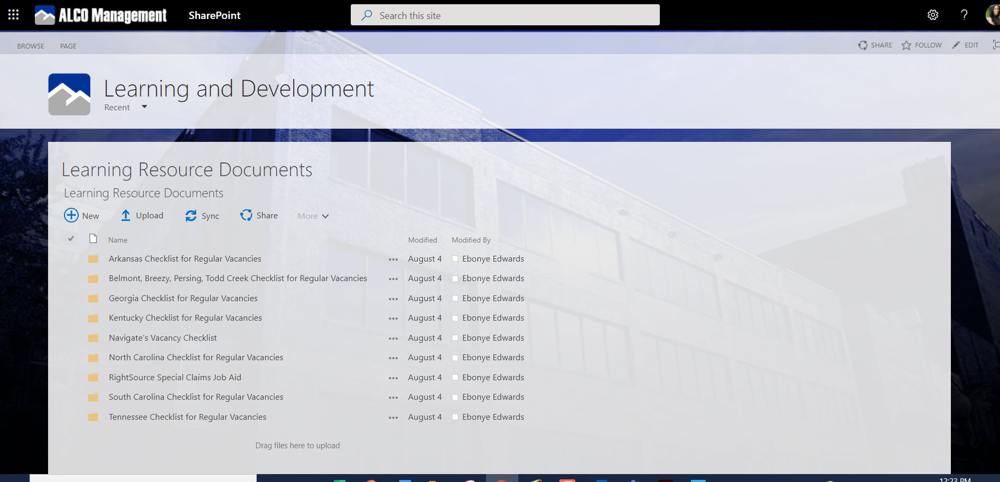 ALCO Management SharePoint Search this site ?
BROWSE PAGE SHARE FOLLOW EDIT
Learning and Development
Recent
Learning Resource Documents
Learning Resource Documents
New Upload Sync Share More
Name Modified Modified By
Arkansas Checklist for Regular Vacancies ... August 4 Ebonye Edwards
Belmont, Breezy, Persing, Todd Creek Checklist for Regular Vacancies ... August 4 Ebonye Edwards
Georgia Checklist for Regular Vacancies ... August 4 Ebonye Edwards
Kentucky Checklist for Regular Vacancies ... August 4 Ebonye Edwards
Navigate's Vacancy Checklist ... August 4 Ebonye Edwards
North Carolina Checklist for Regular Vacancies ... August 4 Ebonye Edwards
RightSource Special Claims Job Aid ... August 4 Ebonye Edwards
South Carolina Checklist for Regular Vacancies ... August 4 Ebonye Edwards
Tennessee Checklist for Regular Vacancies ... August 4 Ebonye Edwards
Drag files here to upload
12:23 PM